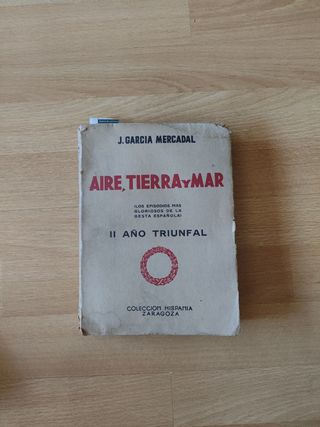 J. GARCIA MERCADAL
AIRE, TIERRA Y MAR
(LOS EPISODIOS MAS
GLORIOSOS DE LA
GESTA ESPAÑOLA)
II AÑO TRIUNFAL
COLECCION HISPANIA
ZARAGOZA